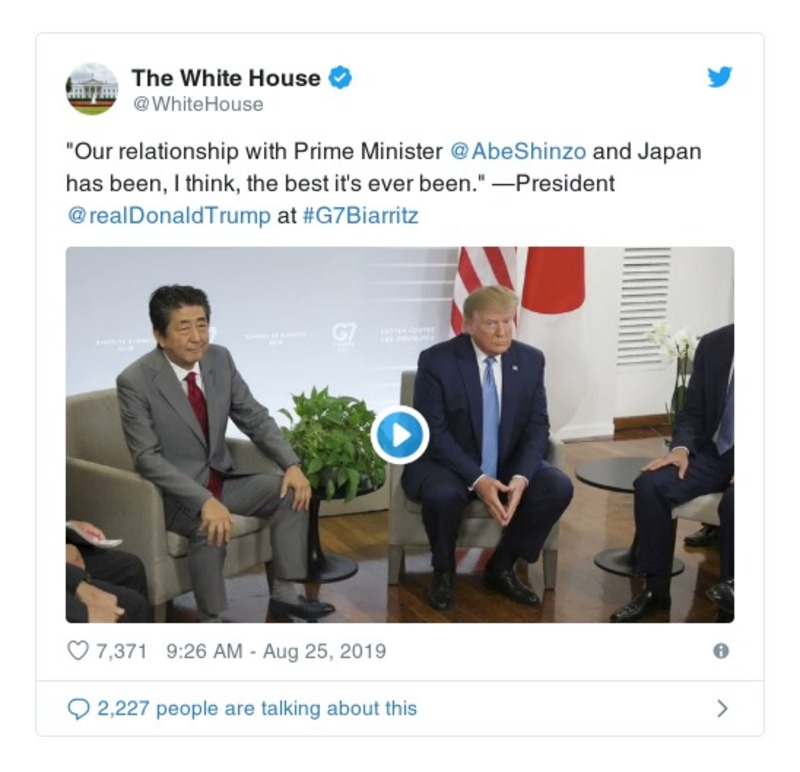 The White House
@WhiteHouse
"Our relationship with Prime Minister @AbeShinzo and Japan
has been, I think, the best it's ever been." —President
@realDonaldTrump at #G7Biarritz
G7
7,371 9:26 AM - Aug 25, 2019
2,227 people are talking about this